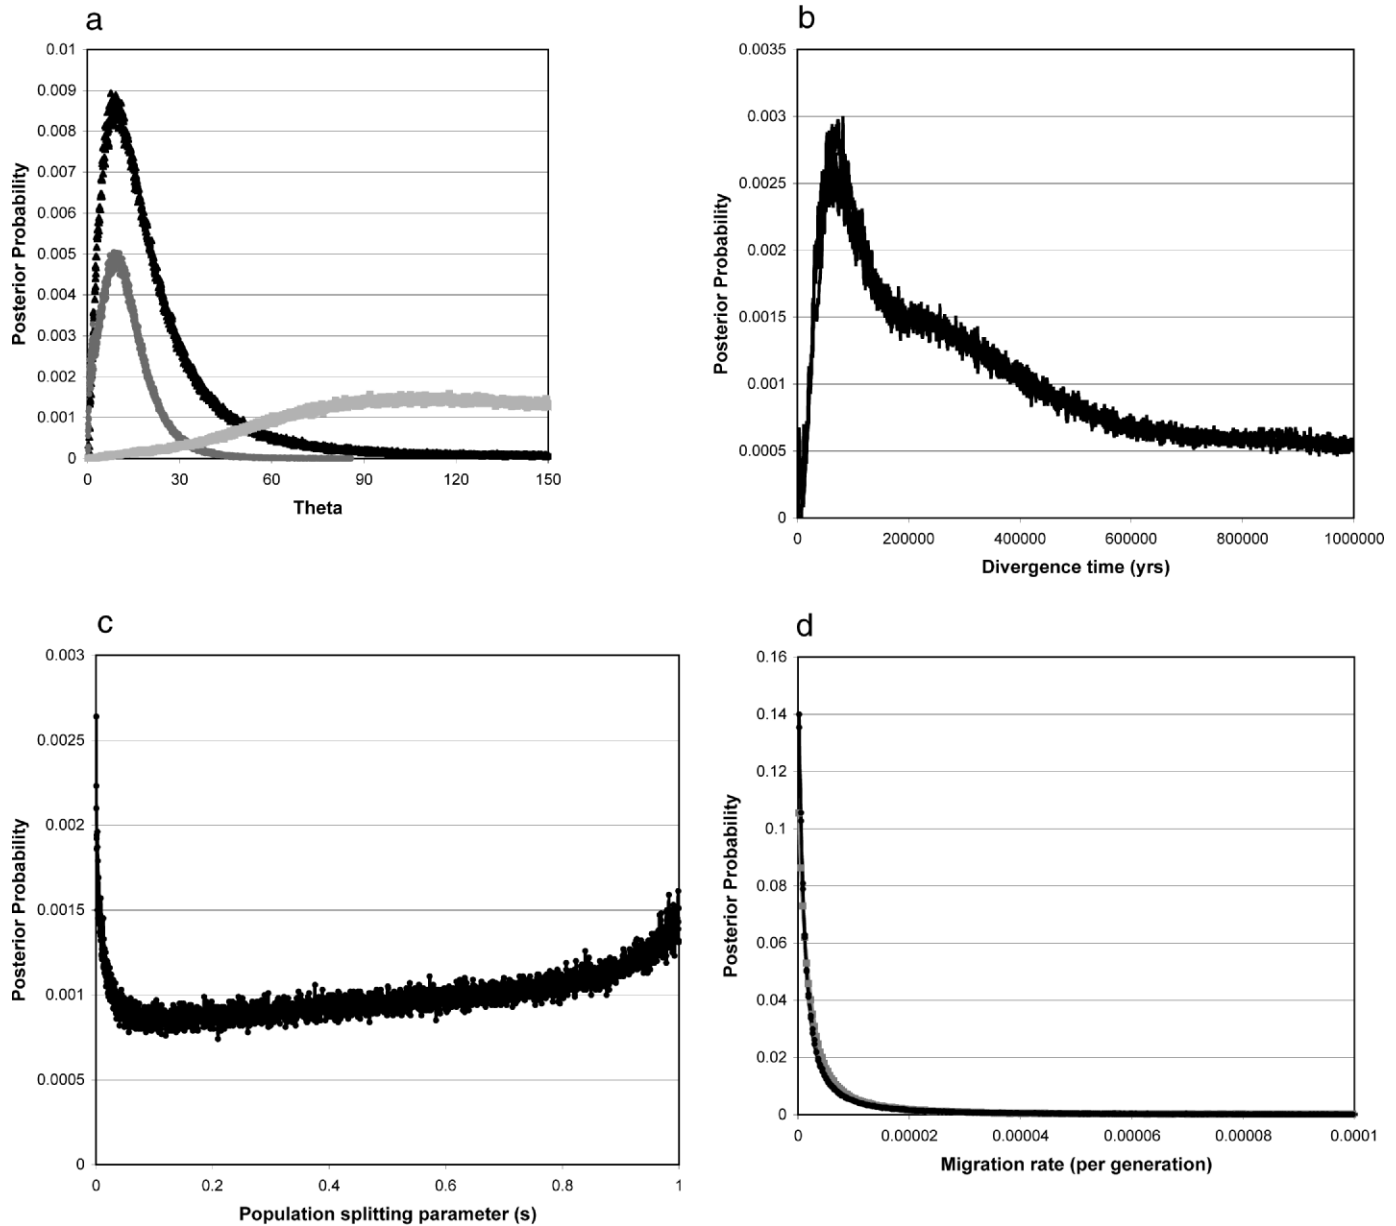 a
0.01
0.009
0.008
0.007
0.006
0.005
0.004
0.003
0.002
0.001
0
Posterior Probability
0 30 60 90 120 150
Theta
b
0.0035
0.003
0.0025
0.002
0.0015
0.001
0.0005
0
Posterior Probability
0 200000 400000 600000 800000 1000000
Divergence time (yrs)
c
0.003
0.0025
0.002
0.0015
0.001
0.0005
0
Posterior Probability
0 0.2 0.4 0.6 0.8 1
Population splitting parameter (s)
d
0.16
0.14
0.12
0.1
0.08
0.06
0.04
0.02
0
Posterior Probability
0 0.00002 0.00004 0.00006 0.00008 0.0001
Migration rate (per generation)